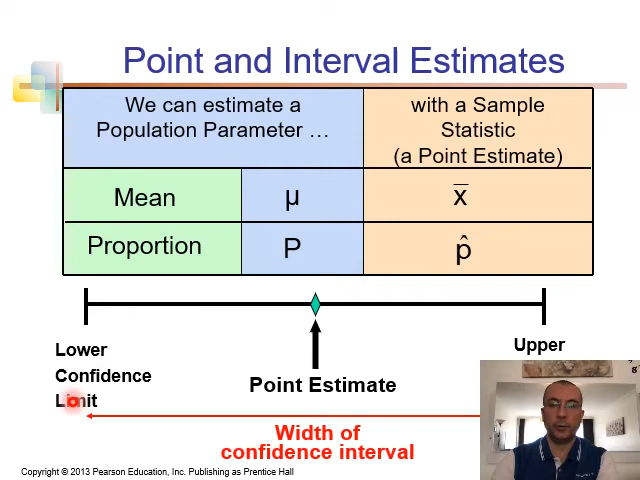 Point and Interval Estimates
We can estimate a
Population Parameter …
with a Sample
Statistic
(a Point Estimate)
Mean
μ
x̅
Proportion
P
p̂
Lower
Confidence
Limit
Point Estimate
Upper
Width of
confidence interval
Copyright © 2013 Pearson Education, Inc. Publishing as Prentice Hall